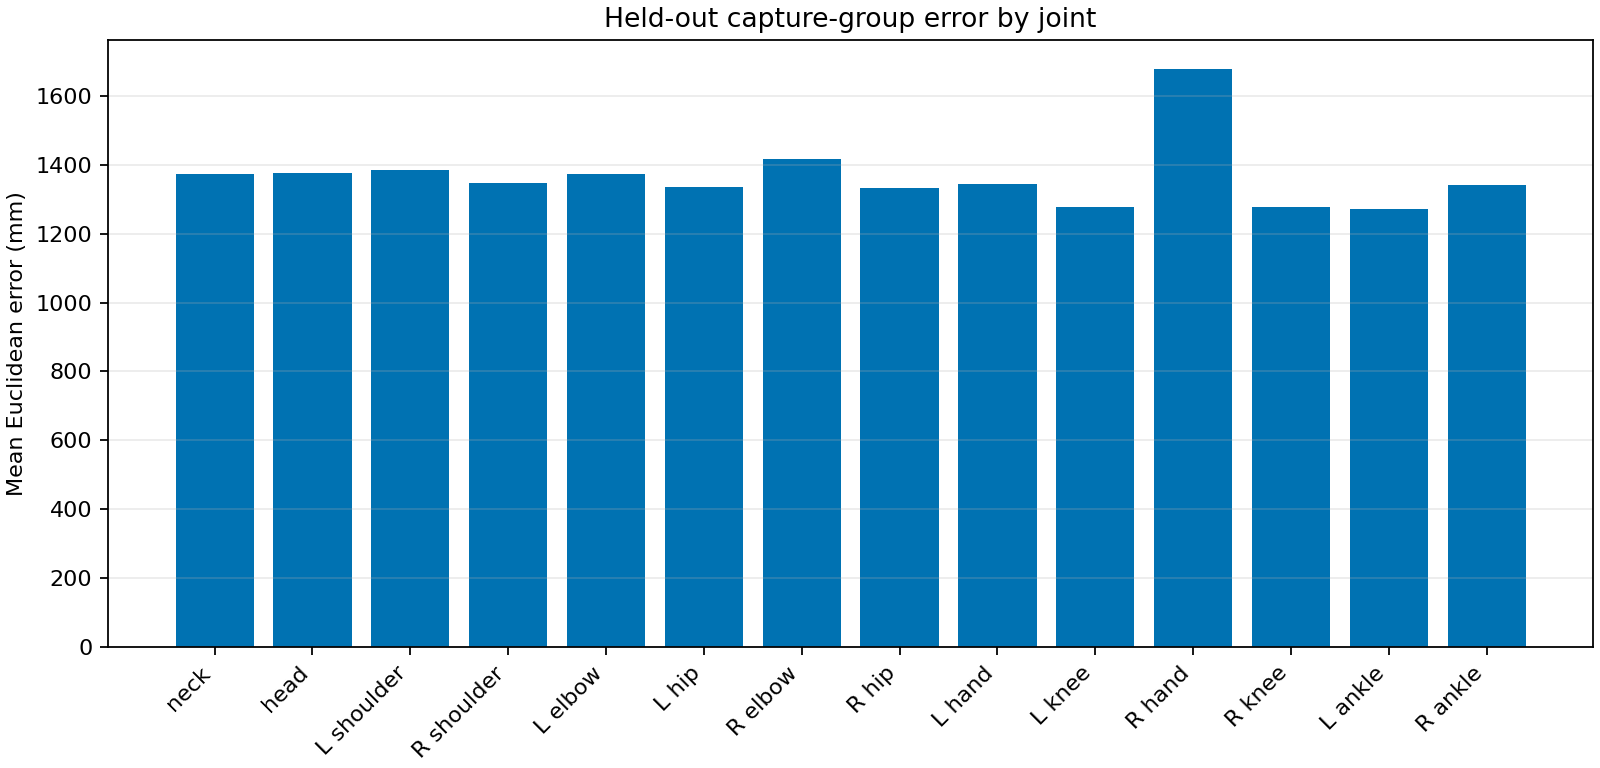 Held-out capture-group error by joint
Mean Euclidean error (mm)
1600
1400
1200
1000
800
600
400
200
0
neck
head
L shoulder
R shoulder
L elbow
L hip
R elbow
R hip
L hand
L knee
R hand
R knee
L ankle
R ankle